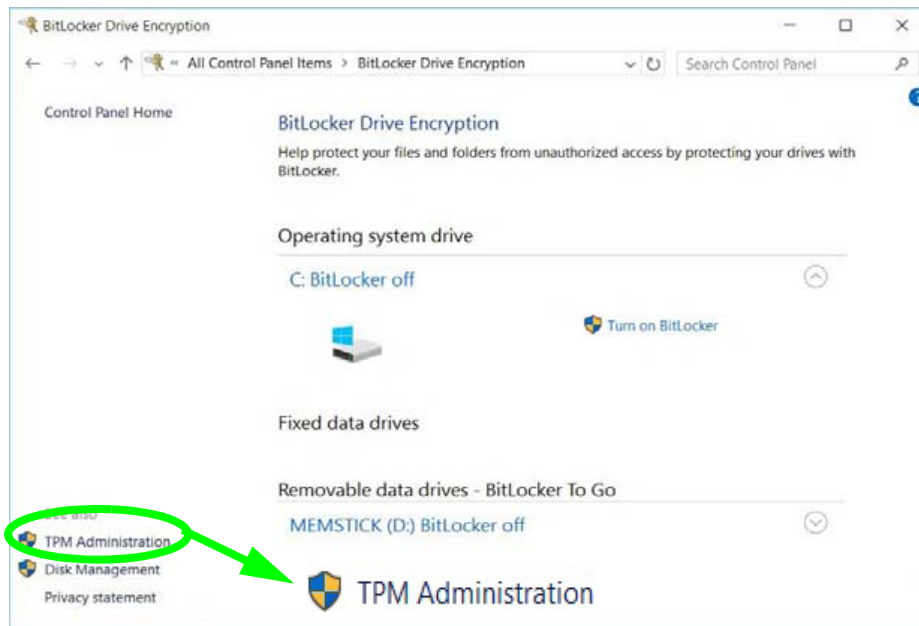 BitLocker Drive Encryption
« All Control Panel Items > BitLocker Drive Encryption
Search Control Panel
Control Panel Home
BitLocker Drive Encryption
Help protect your files and folders from unauthorized access by protecting your drives with
BitLocker.
Operating system drive
C: BitLocker off
Turn on BitLocker
Fixed data drives
Removable data drives - BitLocker To Go
MEMSTICK (D:) BitLocker off
See also
TPM Administration
Disk Management
Privacy statement
TPM Administration